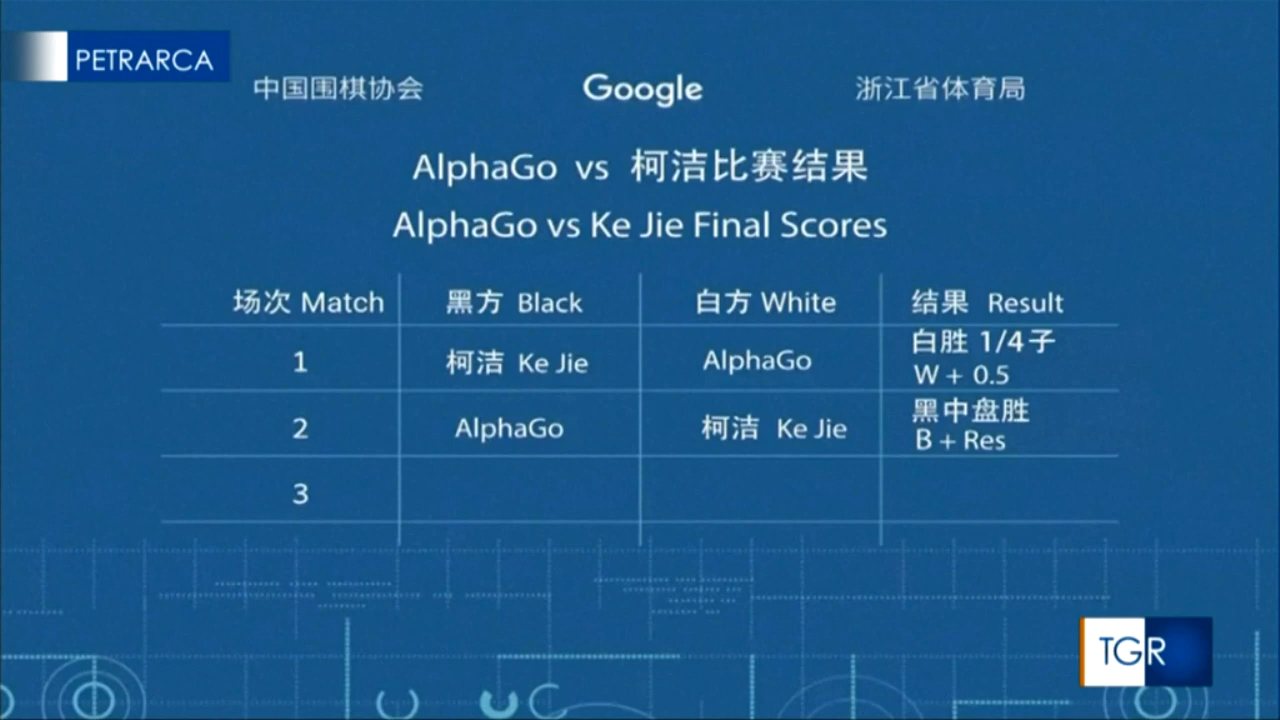 PETRARCA
中国围棋协会 Google 浙江省体育局
AlphaGo vs 柯洁比赛结果
AlphaGo vs Ke Jie Final Scores
场次 Match 黑方 Black 白方 White 结果 Result
1 柯洁 Ke Jie AlphaGo 白胜 1/4子
W + 0.5
2 AlphaGo 柯洁 Ke Jie 黑中盘胜
B + Res
3
TGR